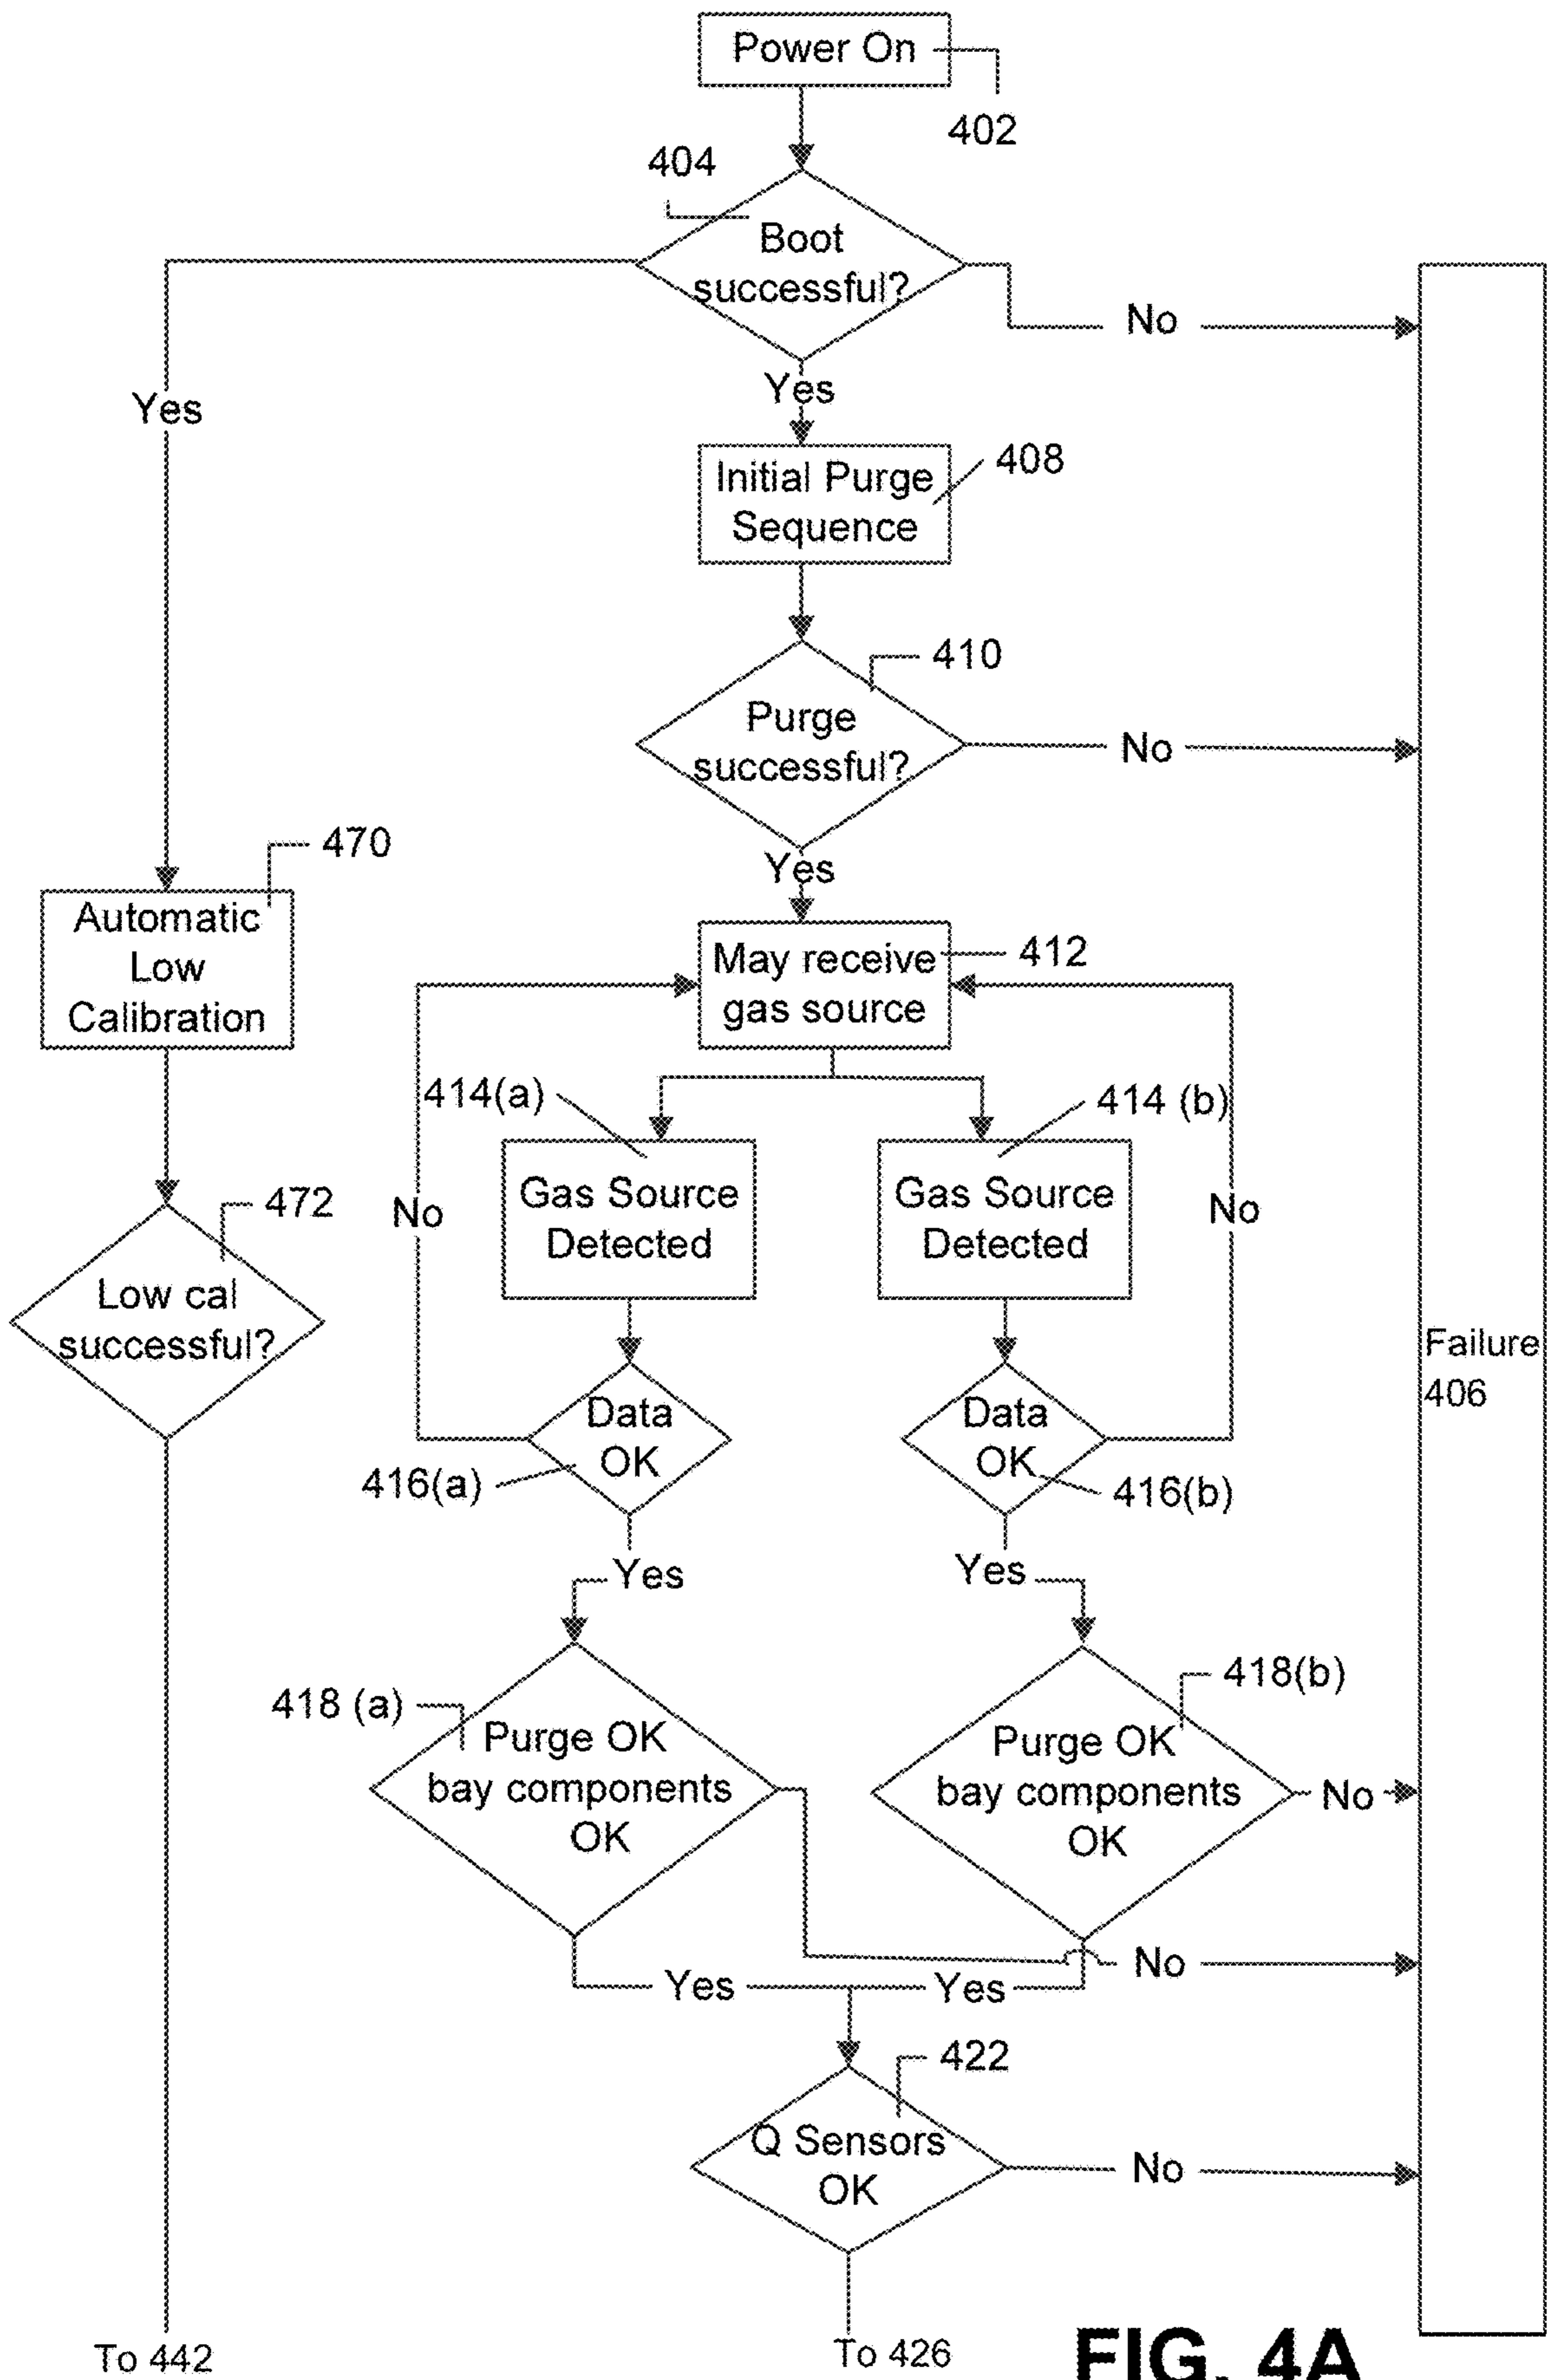 Power On
402
404
Boot
successful?
No
Yes
Yes
Initial Purge
Sequence
408
410
Purge
successful?
No
Yes
470
Automatic
Low
Calibration
May receive
gas source
412
414(a)
414 (b)
472
No
Gas Source
Detected
Gas Source
Detected
No
Low cal
successful?
Failure
406
Data
OK
Data
OK
416(a)
416(b)
Yes
Yes
418 (a)
418(b)
Purge OK
bay components
OK
Purge OK
bay components
OK
No
No
Yes
Yes
422
Q Sensors
OK
No
To 442
To 426
FIG. 4A